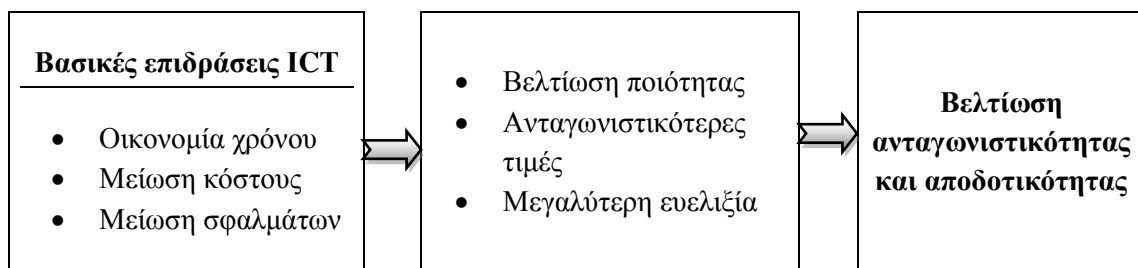 Βασικές επιδράσεις ICT
• Οικονομία χρόνου
• Μείωση κόστους
• Μείωση σφαλμάτων
• Βελτίωση ποιότητας
• Ανταγωνιστικότερες
τιμές
• Μεγαλύτερη ευελιξία
Βελτίωση
ανταγωνιστικότητας
και αποδοτικότητας